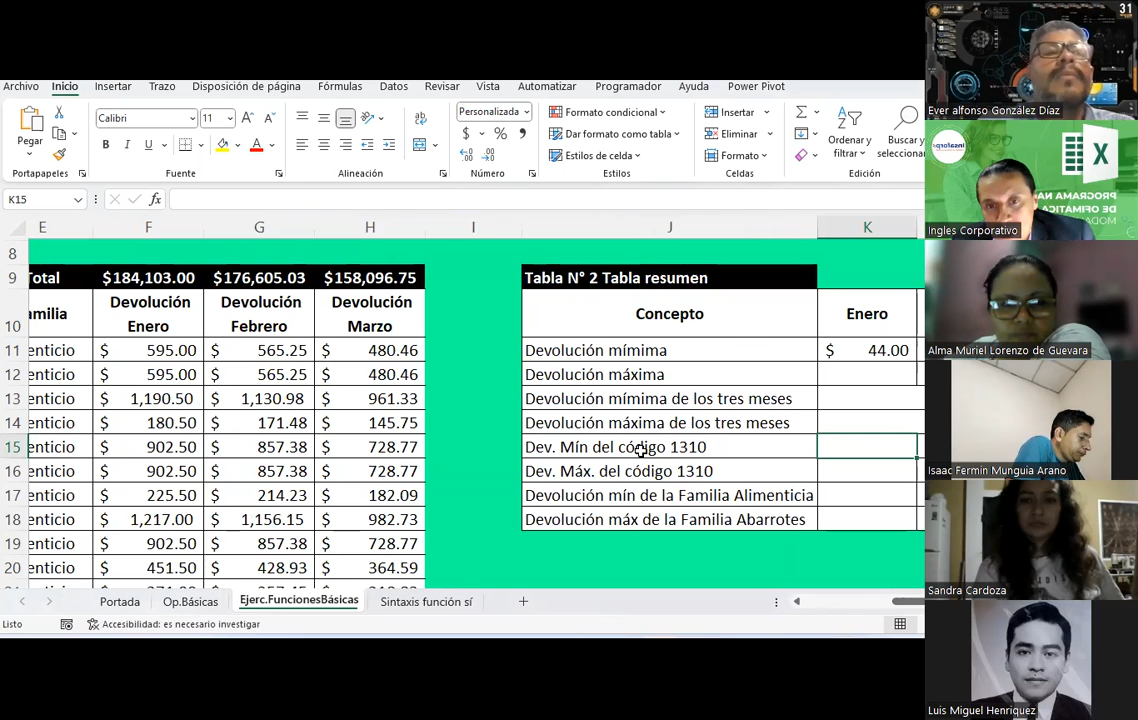 31
Archivo Inicio Insertar Trazo Disposición de página Fórmulas Datos Revisar Vista Automatizar Programador Ayuda Power Pivot
Ever alfonso González Díaz
Pegar Calibri 11 Personalizada Formato condicional Insertar
Dar formato como tabla Eliminar Ordenar y Buscar y
N K S Estilos de celda Formato filtrar seleccionar
Portapapeles Fuente Alineación Número Estilos Celdas Edición
K15 fx
insaforp
PROGRAMA NA
DE OFIMATICA
MODA
Ingles Corporativo
E F G H I J K
8
9 Total $184,103.00 $176,605.03 $158,096.75 Tabla N° 2 Tabla resumen
10 amilia Devolución Enero Devolución Febrero Devolución Marzo Concepto Enero
11 enticio $ 595.00 $ 565.25 $ 480.46 Devolución mímima $ 44.00
12 enticio $ 595.00 $ 565.25 $ 480.46 Devolución máxima
13 enticio $ 1,190.50 $ 1,130.98 $ 961.33 Devolución mímima de los tres meses
14 enticio $ 180.50 $ 171.48 $ 145.75 Devolución máxima de los tres meses
15 enticio $ 902.50 $ 857.38 $ 728.77 Dev. Mín del código 1310
16 enticio $ 902.50 $ 857.38 $ 728.77 Dev. Máx. del código 1310
17 enticio $ 225.50 $ 214.23 $ 182.09 Devolución mín de la Familia Alimenticia
18 enticio $ 1,217.00 $ 1,156.15 $ 982.73 Devolución máx de la Familia Abarrotes
19 enticio $ 902.50 $ 857.38 $ 728.77
20 enticio $ 451.50 $ 428.93 $ 364.59
Alma Muriel Lorenzo de Guevara
Isaac Fermin Munguia Arano
Sandra Cardoza
Luis Miguel Henriquez
Portada Op.Básicas Ejerc.FuncionesBásicas Sintaxis función sí
Listo Accesibilidad: es necesario investigar